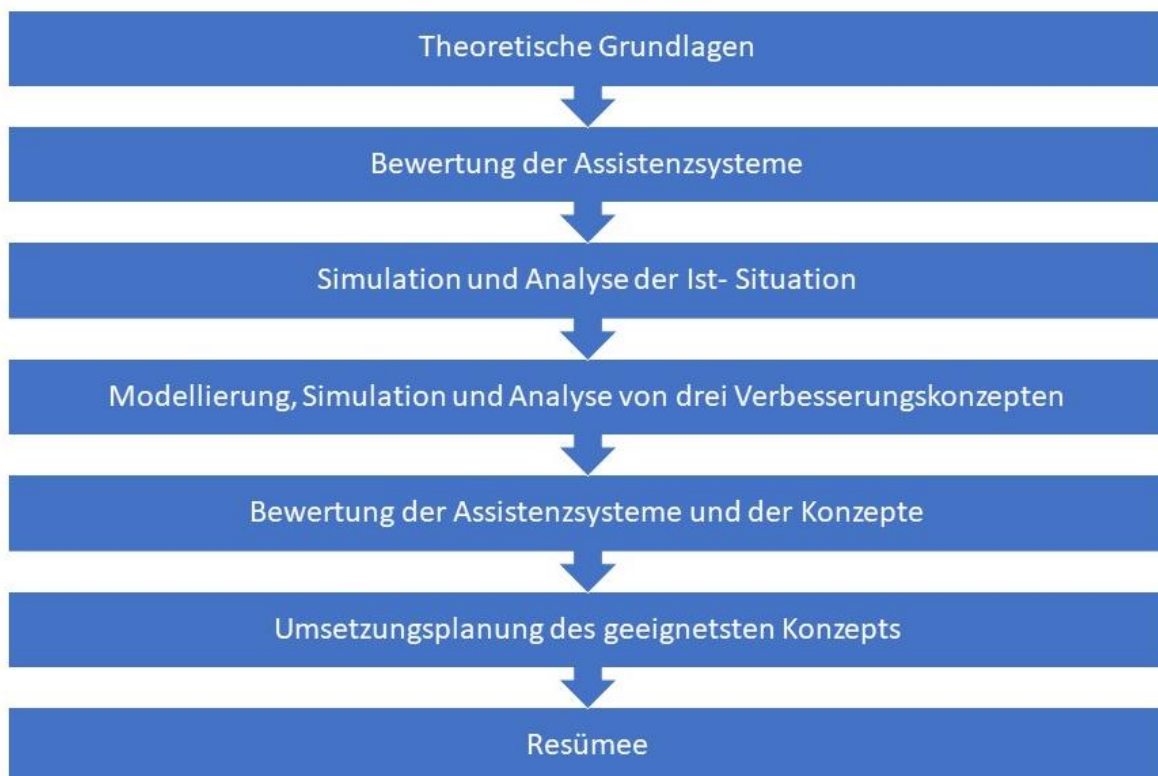 Theoretische Grundlagen
Bewertung der Assistenzsysteme
Simulation und Analyse der Ist- Situation
Modellierung, Simulation und Analyse von drei Verbesserungskonzepten
Bewertung der Assistenzsysteme und der Konzepte
Umsetzungsplanung des geeignetsten Konzepts
Resümee